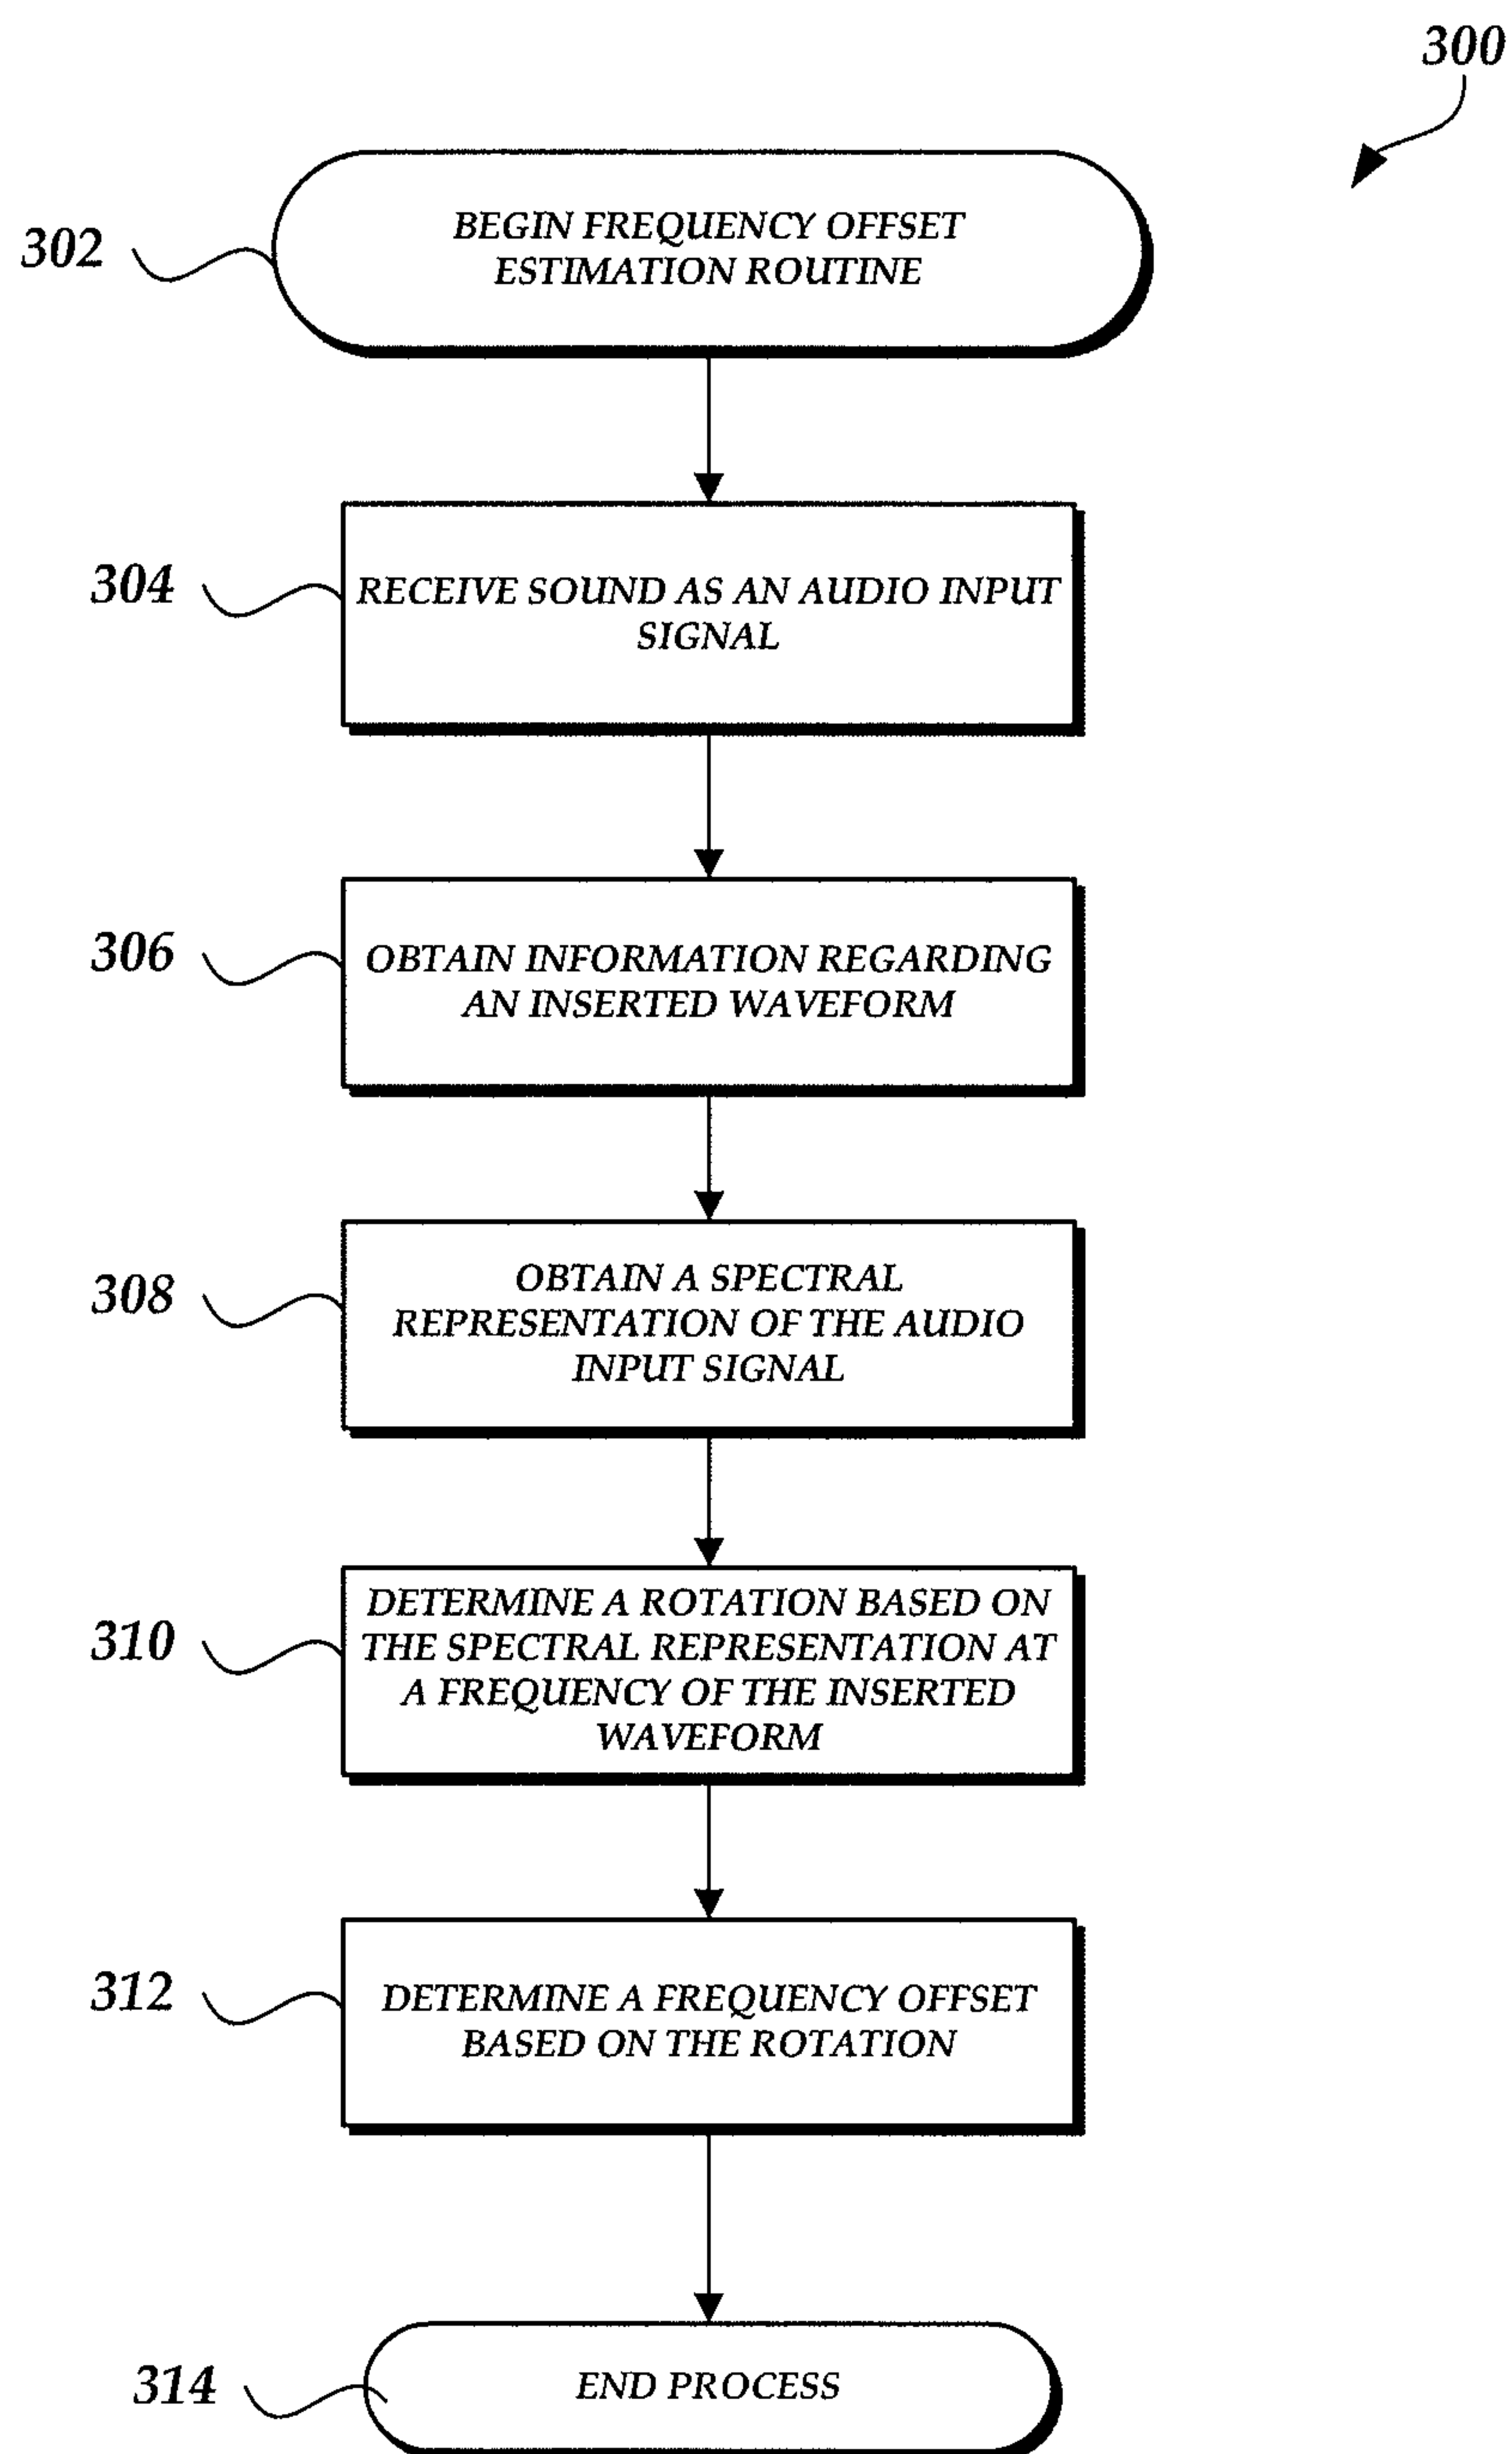 300
302
BEGIN FREQUENCY OFFSET
ESTIMATION ROUTINE
304
RECEIVE SOUND AS AN AUDIO INPUT
SIGNAL
306
OBTAIN INFORMATION REGARDING
AN INSERTED WAVEFORM
308
OBTAIN A SPECTRAL
REPRESENTATION OF THE AUDIO
INPUT SIGNAL
310
DETERMINE A ROTATION BASED ON
THE SPECTRAL REPRESENTATION AT
A FREQUENCY OF THE INSERTED
WAVEFORM
312
DETERMINE A FREQUENCY OFFSET
BASED ON THE ROTATION
314
END PROCESS